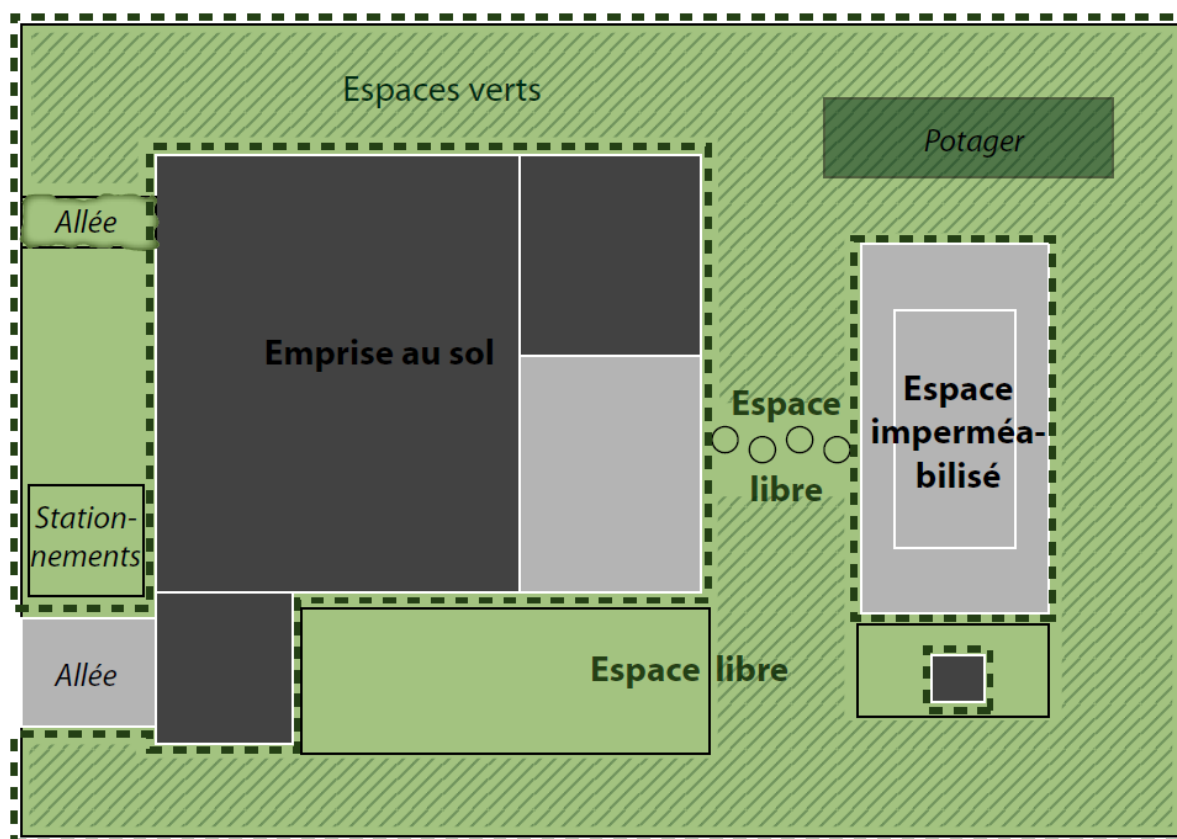 Espaces verts
Potager
Allée
Emprise au sol
Espace
libre
Espace
imperméa-
bilisé
Station-
nements
Allée
Espace libre